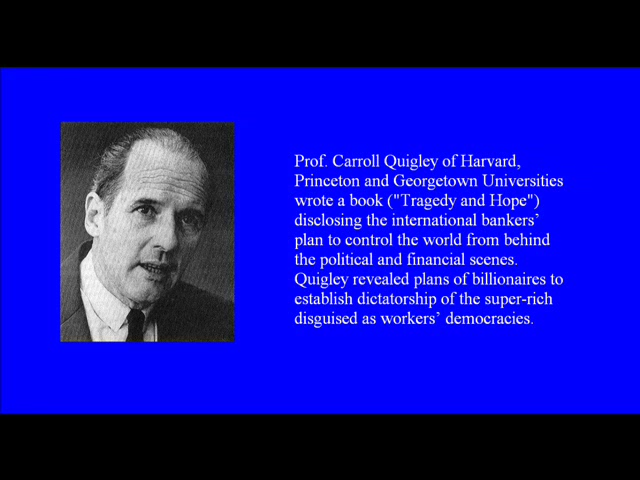 Prof. Carroll Quigley of Harvard,
Princeton and Georgetown Universities
wrote a book ("Tragedy and Hope")
disclosing the international bankers’
plan to control the world from behind
the political and financial scenes.
Quigley revealed plans of billionaires to
establish dictatorship of the super-rich
disguised as workers’ democracies.